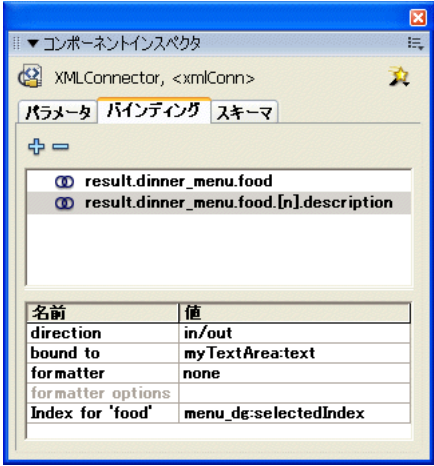 コンポーネントインスペクタ
XMLConnector, <xmlConn>
パラメータ バインディング スキーマ
result.dinner_menu.food
result.dinner_menu.food.[n].description
名前 値
direction in/out
bound to myTextArea:text
formatter none
formatter options
Index for 'food' menu_dg:selectedIndex